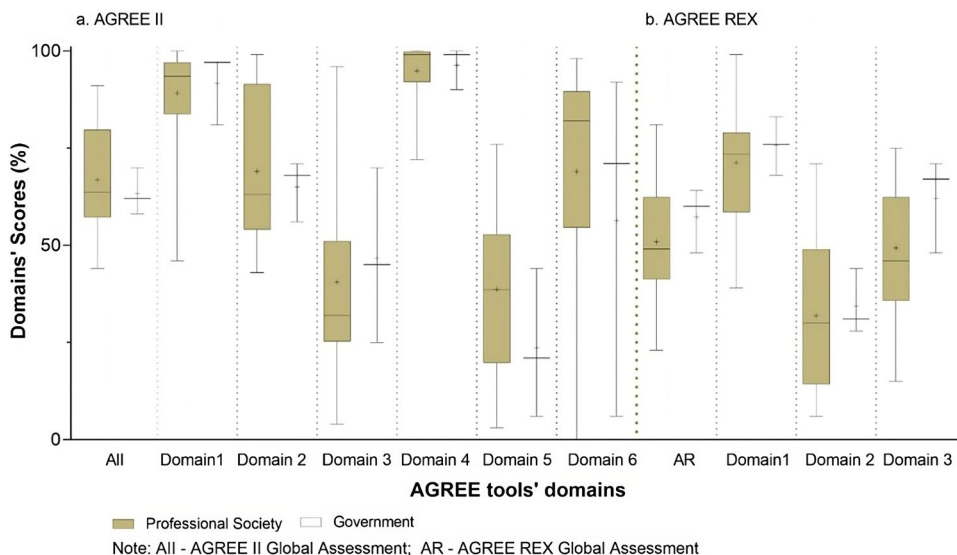 a. AGREE II
b. AGREE REX
100
50
0
Domains' Scores (%)
All Domain1 Domain 2 Domain 3 Domain 4 Domain 5 Domain 6 AR Domain1 Domain 2 Domain 3
AGREE tools' domains
Professional Society Government
Note: All - AGREE II Global Assessment; AR - AGREE REX Global Assessment